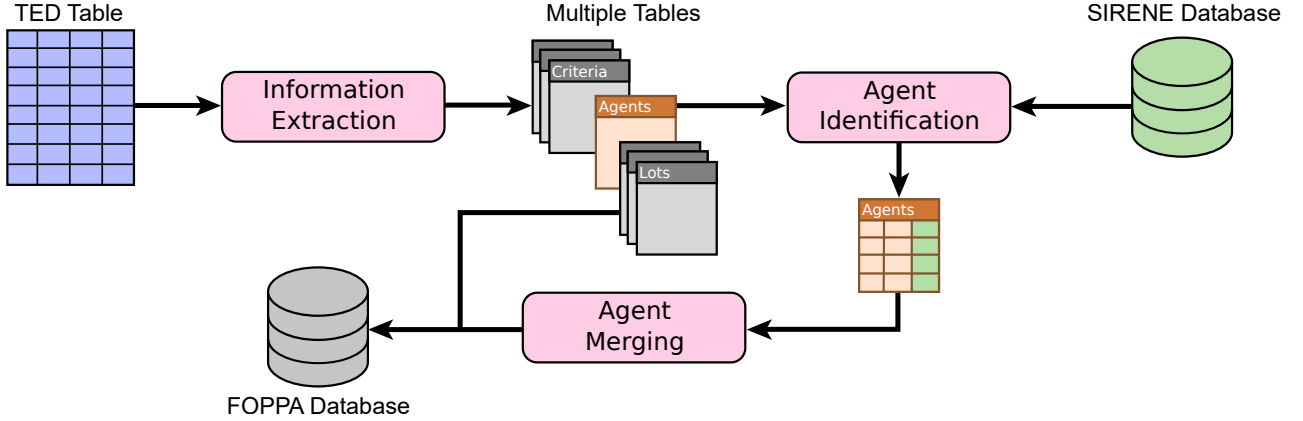 TED Table
Multiple Tables
SIRENE Database
Information
Extraction
Criteria
Agents
Lots
Agent
Identification
Agents
Agent
Merging
FOPPA Database